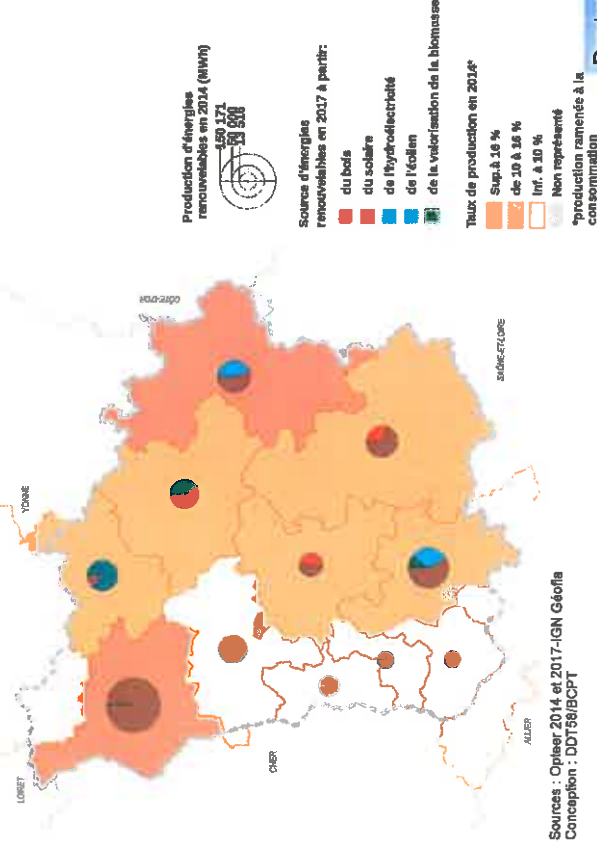 LOIRET
YONNE
CÔTE-D'OR
CHER
ALLIER
SAÔNE-ET-LOIRE
Production d'énergies
renouvelables en 2014 (MWh)
150 171
50 000
13 516
Source d'énergies
renouvelables en 2017 à partir:
du bois
du solaire
de l'hydroélectricité
de l'éolien
de la valorisation de la biomasse
Taux de production en 2014*
Sup.à 16 %
de 10 à 16 %
Inf. à 10 %
Non représenté
*production ramenée à la
consommation
Sources : Opteer 2014 et 2017-IGN Géofla
Conception : DDT58/BCPT